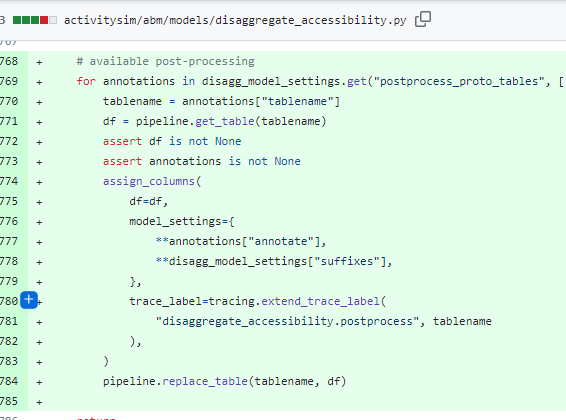 3 activitysim/abm/models/disaggregate_accessibility.py
767
768 + # available post-processing
769 + for annotations in disagg_model_settings.get("postprocess_proto_tables", [
770 + tablename = annotations["tablename"]
771 + df = pipeline.get_table(tablename)
772 + assert df is not None
773 + assert annotations is not None
774 + assign_columns(
775 + df=df,
776 + model_settings={
777 + **annotations["annotate"],
778 + **disagg_model_settings["suffixes"],
779 + },
780 + trace_label=tracing.extend_trace_label(
781 + "disaggregate_accessibility.postprocess", tablename
782 + ),
783 + )
784 + pipeline.replace_table(tablename, df)
785 +
786 return